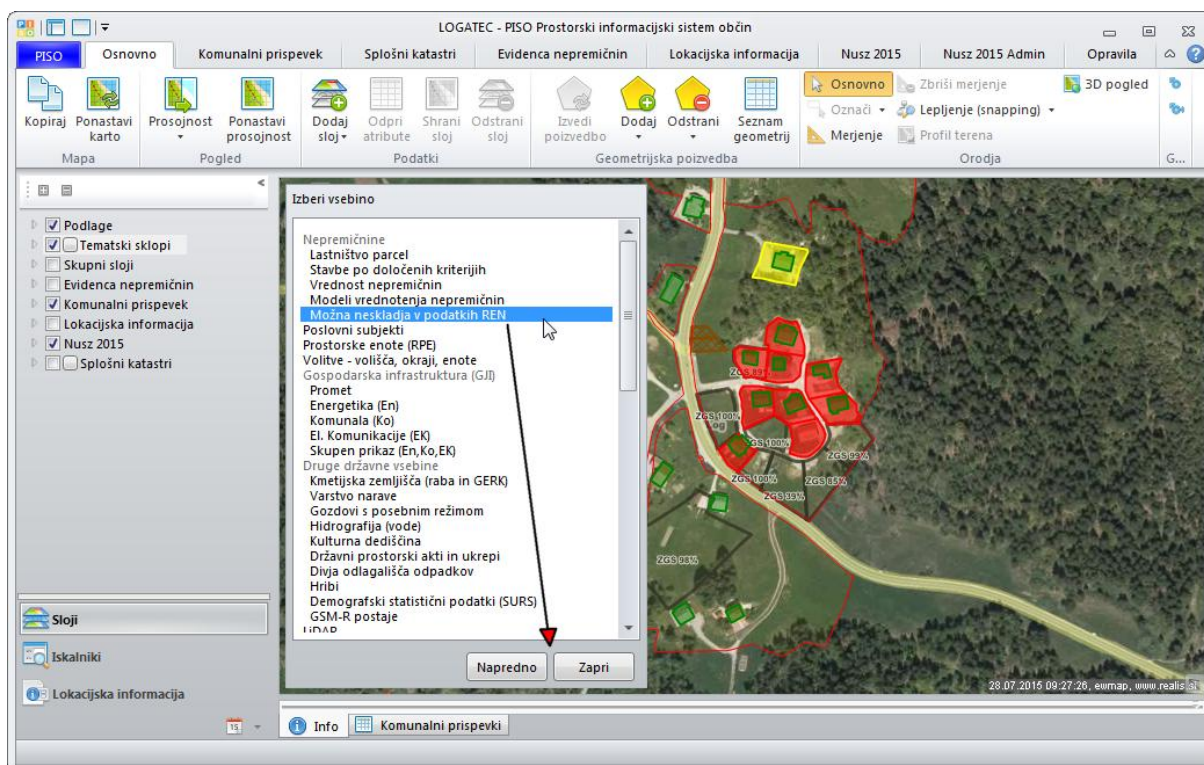 LOGATEC - PISO Prostorski informacijski sistem občin
PISO Osnovno Komunalni prispevek Splošni katastri Evidenca nepremičnin Lokacijska informacija Nusz 2015 Nusz 2015 Admin Opravila
Kopiraj Ponastavi karto Prosojnost Ponastavi prosojnost Dodaj sloj Odpri atribute Shrani sloj Odstrani sloj Izvedi poizvedbo Dodaj Odstrani Seznam geometrij
Osnovno Zbriši merjenje 3D pogled
Označi Lepljenje (snapping)
Merjenje Profil terena
Mapa Pogled Podatki Geometrijska poizvedba Orodja G...
Podlage
Tematski sklopi
Skupni sloji
Evidenca nepremičnin
Komunalni prispevek
Lokacijska informacija
Nusz 2015
Splošni katastri
Sloji
Iskalniki
Lokacijska informacija
15
Izberi vsebino
Nepremičnine
Lastništvo parcel
Stavbe po določenih kriterijih
Vrednost nepremičnin
Modeli vrednotenja nepremičnin
Možna neskladja v podatkih REN
Poslovni subjekti
Prostorske enote (RPE)
Volitve - volišča, okraji, enote
Gospodarska infrastruktura (GJI)
Promet
Energetika (En)
Komunala (Ko)
El. Komunikacije (EK)
Skupen prikaz (En,Ko,EK)
Druge državne vsebine
Kmetijska zemljišča (raba in GERK)
Varstvo narave
Gozdovi s posebnim režimom
Hidrografija (vode)
Kulturna dediščina
Državni prostorski akti in ukrepi
Divja odlagališča odpadkov
Hribi
Demografski statistični podatki (SURS)
GSM-R postaje
LiDAR
Napredno Zapri
ZGS 100%
og
ZGS 100%
ZGS 99%
ZGS 100%
ZGS 85%
ZGS 39%
ZGS 98%
28.07.2015 09:27:26, ewmap, www.realis.si
Info Komunalni prispevki